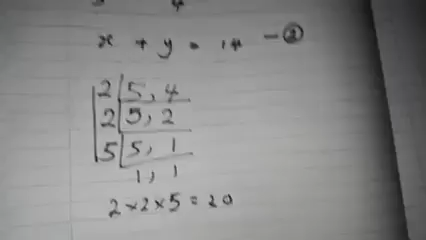 x + y = 14 - ②
2 | 5, 4
2 | 5, 2
5 | 5, 1
1, 1
2 × 2 × 5 = 20